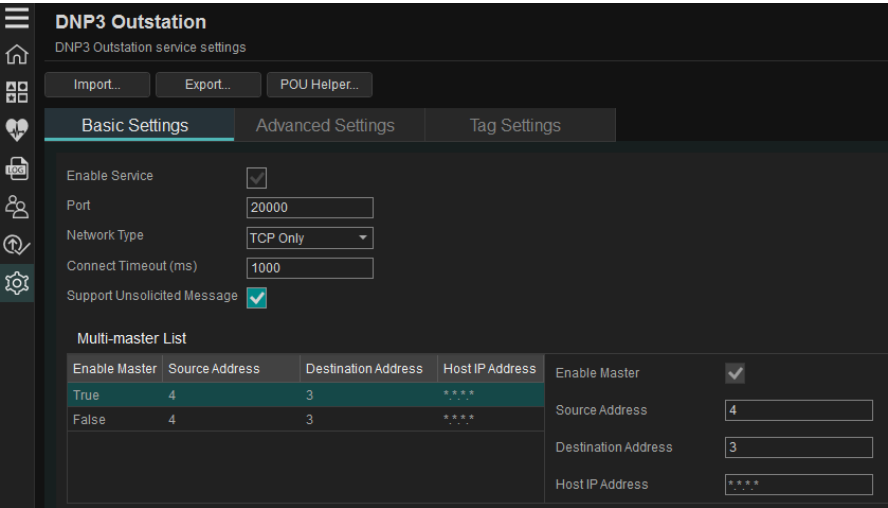 DNP3 Outstation
DNP3 Outstation service settings
Import... Export... POU Helper...
Basic Settings Advanced Settings Tag Settings
Enable Service
Port 20000
Network Type TCP Only
Connect Timeout (ms) 1000
Support Unsolicited Message
Multi-master List
Enable Master Source Address Destination Address Host IP Address
True 4 3 *.*.*.*
False 4 3 *.*.*.*
Enable Master
Source Address 4
Destination Address 3
Host IP Address *.*.*.*
LOG